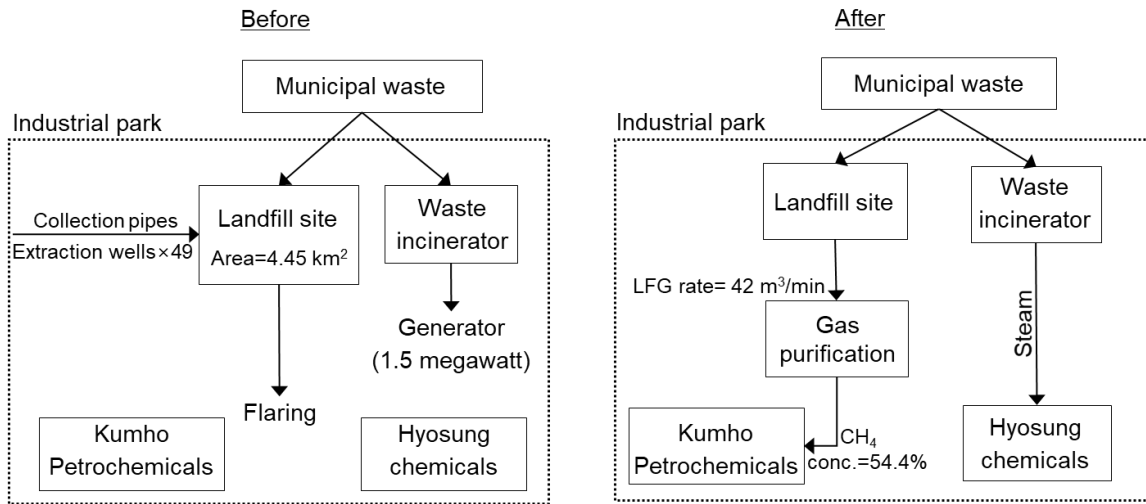 Before
Municipal waste
Industrial park
Collection pipes
Extraction wells×49
Landfill site
Area=4.45 km²
Waste
incinerator
Generator
(1.5 megawatt)
Flaring
Kumho
Petrochemicals
Hyosung
chemicals
After
Municipal waste
Industrial park
Landfill site
Waste
incinerator
LFG rate= 42 m³/min
Gas
purification
Steam
Kumho
Petrochemicals
CH₄
conc.=54.4%
Hyosung
chemicals